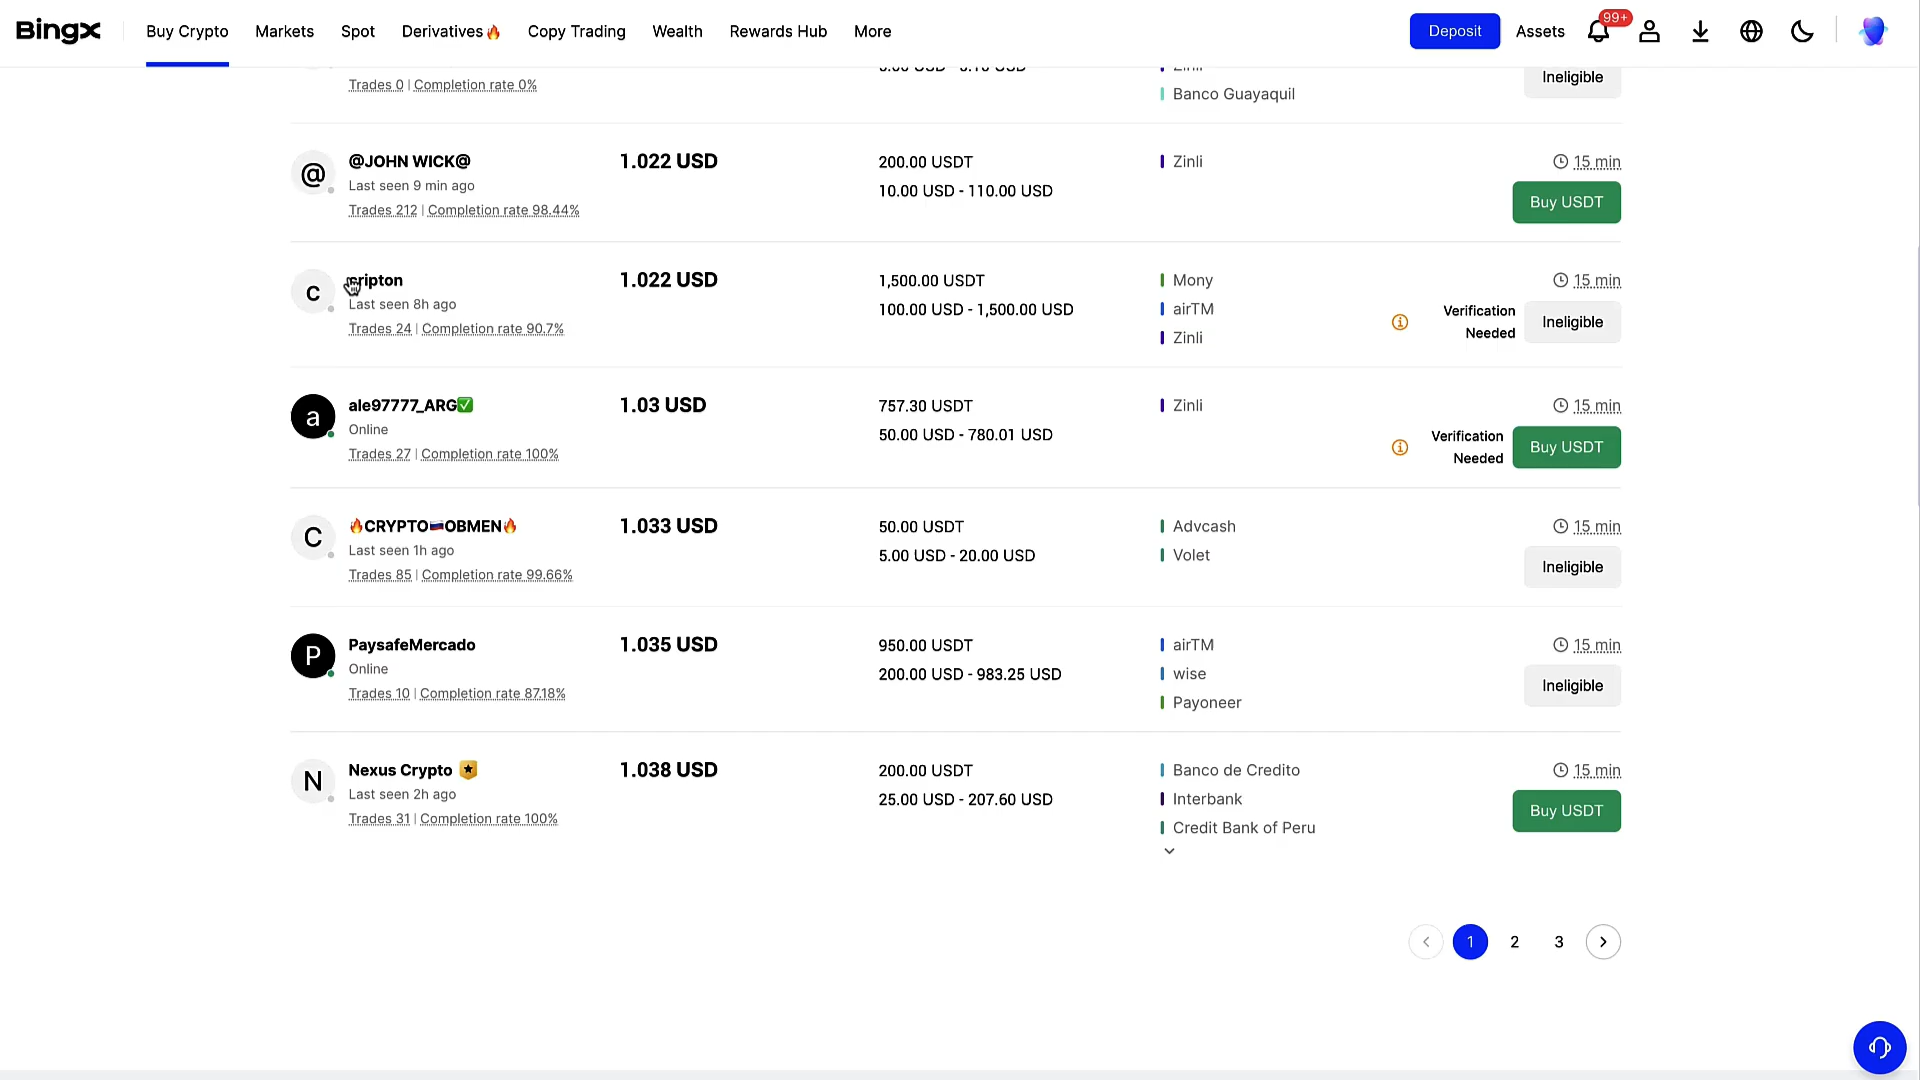 BingX
Buy Crypto
Markets
Spot
Derivatives🔥
Copy Trading
Wealth
Rewards Hub
More
Deposit
Assets
99+
Trades 0 | Completion rate 0%
Banco Guayaquil
Ineligible
@
@JOHN WICK@
Last seen 9 min ago
Trades 212 | Completion rate 98.44%
1.022 USD
200.00 USDT
10.00 USD - 110.00 USD
Zinli
15 min
Buy USDT
c
cripton
Last seen 8h ago
Trades 24 | Completion rate 90.7%
1.022 USD
1,500.00 USDT
100.00 USD - 1,500.00 USD
Mony
airTM
Zinli
15 min
Verification
Needed
Ineligible
a
ale97777_ARG✅
Online
Trades 27 | Completion rate 100%
1.03 USD
757.30 USDT
50.00 USD - 780.01 USD
Zinli
15 min
Verification
Needed
Buy USDT
C
🔥CRYPTO🇷🇺OBMEN🔥
Last seen 1h ago
Trades 85 | Completion rate 99.66%
1.033 USD
50.00 USDT
5.00 USD - 20.00 USD
Advcash
Volet
15 min
Ineligible
P
PaysafeMercado
Online
Trades 10 | Completion rate 87.18%
1.035 USD
950.00 USDT
200.00 USD - 983.25 USD
airTM
wise
Payoneer
15 min
Ineligible
N
Nexus Crypto
Last seen 2h ago
Trades 31 | Completion rate 100%
1.038 USD
200.00 USDT
25.00 USD - 207.60 USD
Banco de Credito
Interbank
Credit Bank of Peru
15 min
Buy USDT
1
2
3